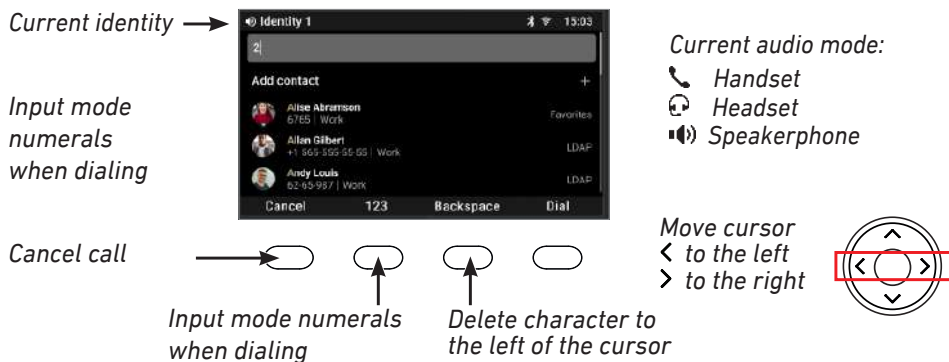 Current identity
Identity 1
15:03
2
Add contact
+
Alise Abramson
6765 | Work
Favorites
Allan Gilbert
+1 565-555-55-55 | Work
LDAP
Andy Louis
62-65-987 | Work
LDAP
Cancel
123
Backspace
Dial
Input mode
numerals
when dialing
Cancel call
Input mode numerals
when dialing
Delete character to
the left of the cursor
Current audio mode:
Handset
Headset
Speakerphone
Move cursor
< to the left
> to the right